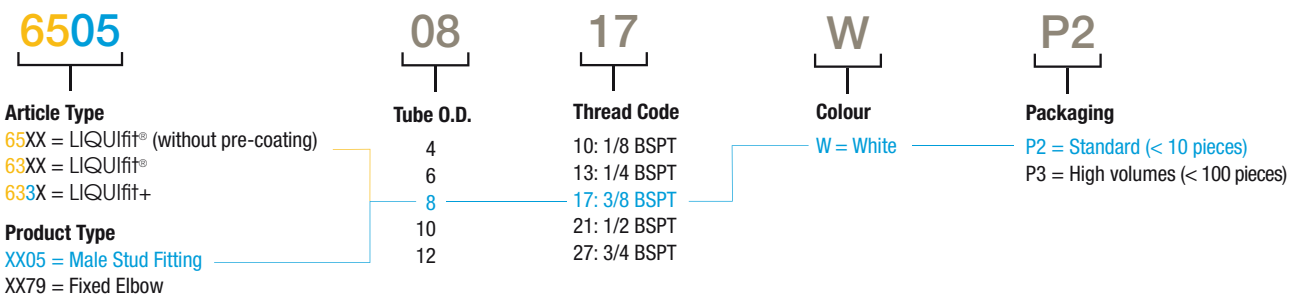 6505 08 17 W P2
Article Type
65XX = LIQUIfit® (without pre-coating)
63XX = LIQUIfit®
633X = LIQUIfit+
Product Type
XX05 = Male Stud Fitting
XX79 = Fixed Elbow
Tube O.D.
4
6
8
10
12
Thread Code
10: 1/8 BSPT
13: 1/4 BSPT
17: 3/8 BSPT
21: 1/2 BSPT
27: 3/4 BSPT
Colour
W = White
Packaging
P2 = Standard (< 10 pieces)
P3 = High volumes (< 100 pieces)